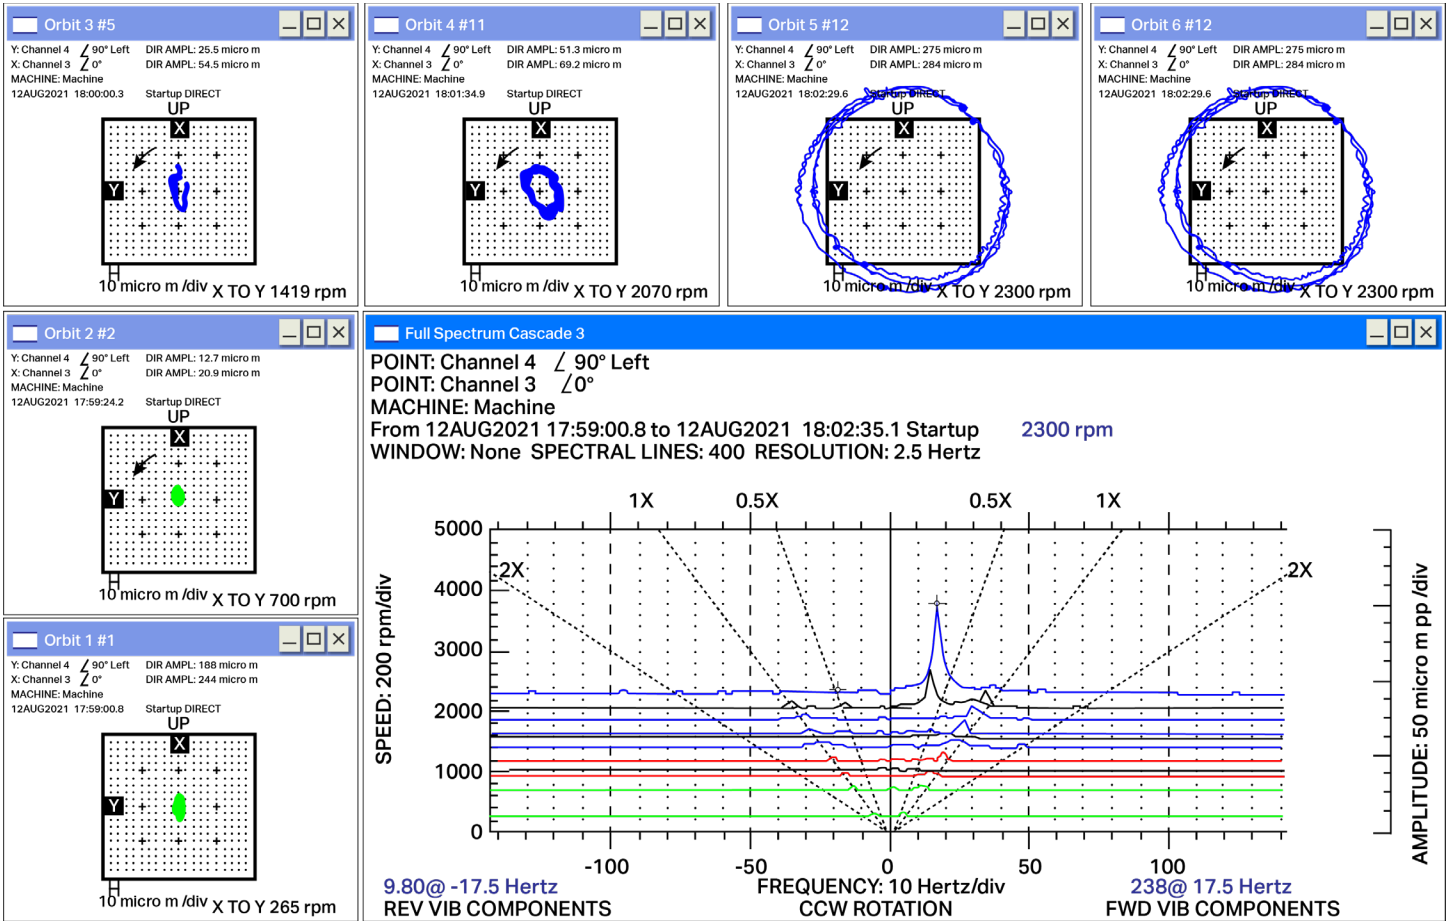 Orbit 3 #5
Y: Channel 4 ∠ 90° Left DIR AMPL: 25.5 micro m
X: Channel 3 ∠ 0° DIR AMPL: 54.5 micro m
MACHINE: Machine
12AUG2021 18:00:00.3 Startup DIRECT
UP
X
Y
10 micro m /div X TO Y 1419 rpm
Orbit 4 #11
Y: Channel 4 ∠ 90° Left DIR AMPL: 51.3 micro m
X: Channel 3 ∠ 0° DIR AMPL: 69.2 micro m
MACHINE: Machine
12AUG2021 18:01:34.9 Startup DIRECT
UP
X
Y
10 micro m /div X TO Y 2070 rpm
Orbit 5 #12
Y: Channel 4 ∠ 90° Left DIR AMPL: 275 micro m
X: Channel 3 ∠ 0° DIR AMPL: 284 micro m
MACHINE: Machine
12AUG2021 18:02:29.6 Startup DIRECT
UP
X
Y
10 micro m /div X TO Y 2300 rpm
Orbit 6 #12
Y: Channel 4 ∠ 90° Left DIR AMPL: 275 micro m
X: Channel 3 ∠ 0° DIR AMPL: 284 micro m
MACHINE: Machine
12AUG2021 18:02:29.6 Startup DIRECT
UP
X
Y
10 micro m /div X TO Y 2300 rpm
Orbit 2 #2
Y: Channel 4 ∠ 90° Left DIR AMPL: 12.7 micro m
X: Channel 3 ∠ 0° DIR AMPL: 20.9 micro m
MACHINE: Machine
12AUG2021 17:59:24.2 Startup DIRECT
UP
X
Y
10 micro m /div X TO Y 700 rpm
Orbit 1 #1
Y: Channel 4 ∠ 90° Left DIR AMPL: 188 micro m
X: Channel 3 ∠ 0° DIR AMPL: 244 micro m
MACHINE: Machine
12AUG2021 17:59:00.8 Startup DIRECT
UP
X
Y
10 micro m /div X TO Y 265 rpm
Full Spectrum Cascade 3
POINT: Channel 4 ∠ 90° Left
POINT: Channel 3 ∠0°
MACHINE: Machine
From 12AUG2021 17:59:00.8 to 12AUG2021 18:02:35.1 Startup 2300 rpm
WINDOW: None SPECTRAL LINES: 400 RESOLUTION: 2.5 Hertz
1X 0.5X 0.5X 1X
2X 2X
SPEED: 200 rpm/div
5000
4000
3000
2000
1000
0
AMPLITUDE: 50 micro m pp /div
-100 -50 0 50 100
9.80@ -17.5 Hertz FREQUENCY: 10 Hertz/div 238@ 17.5 Hertz
REV VIB COMPONENTS CCW ROTATION FWD VIB COMPONENTS